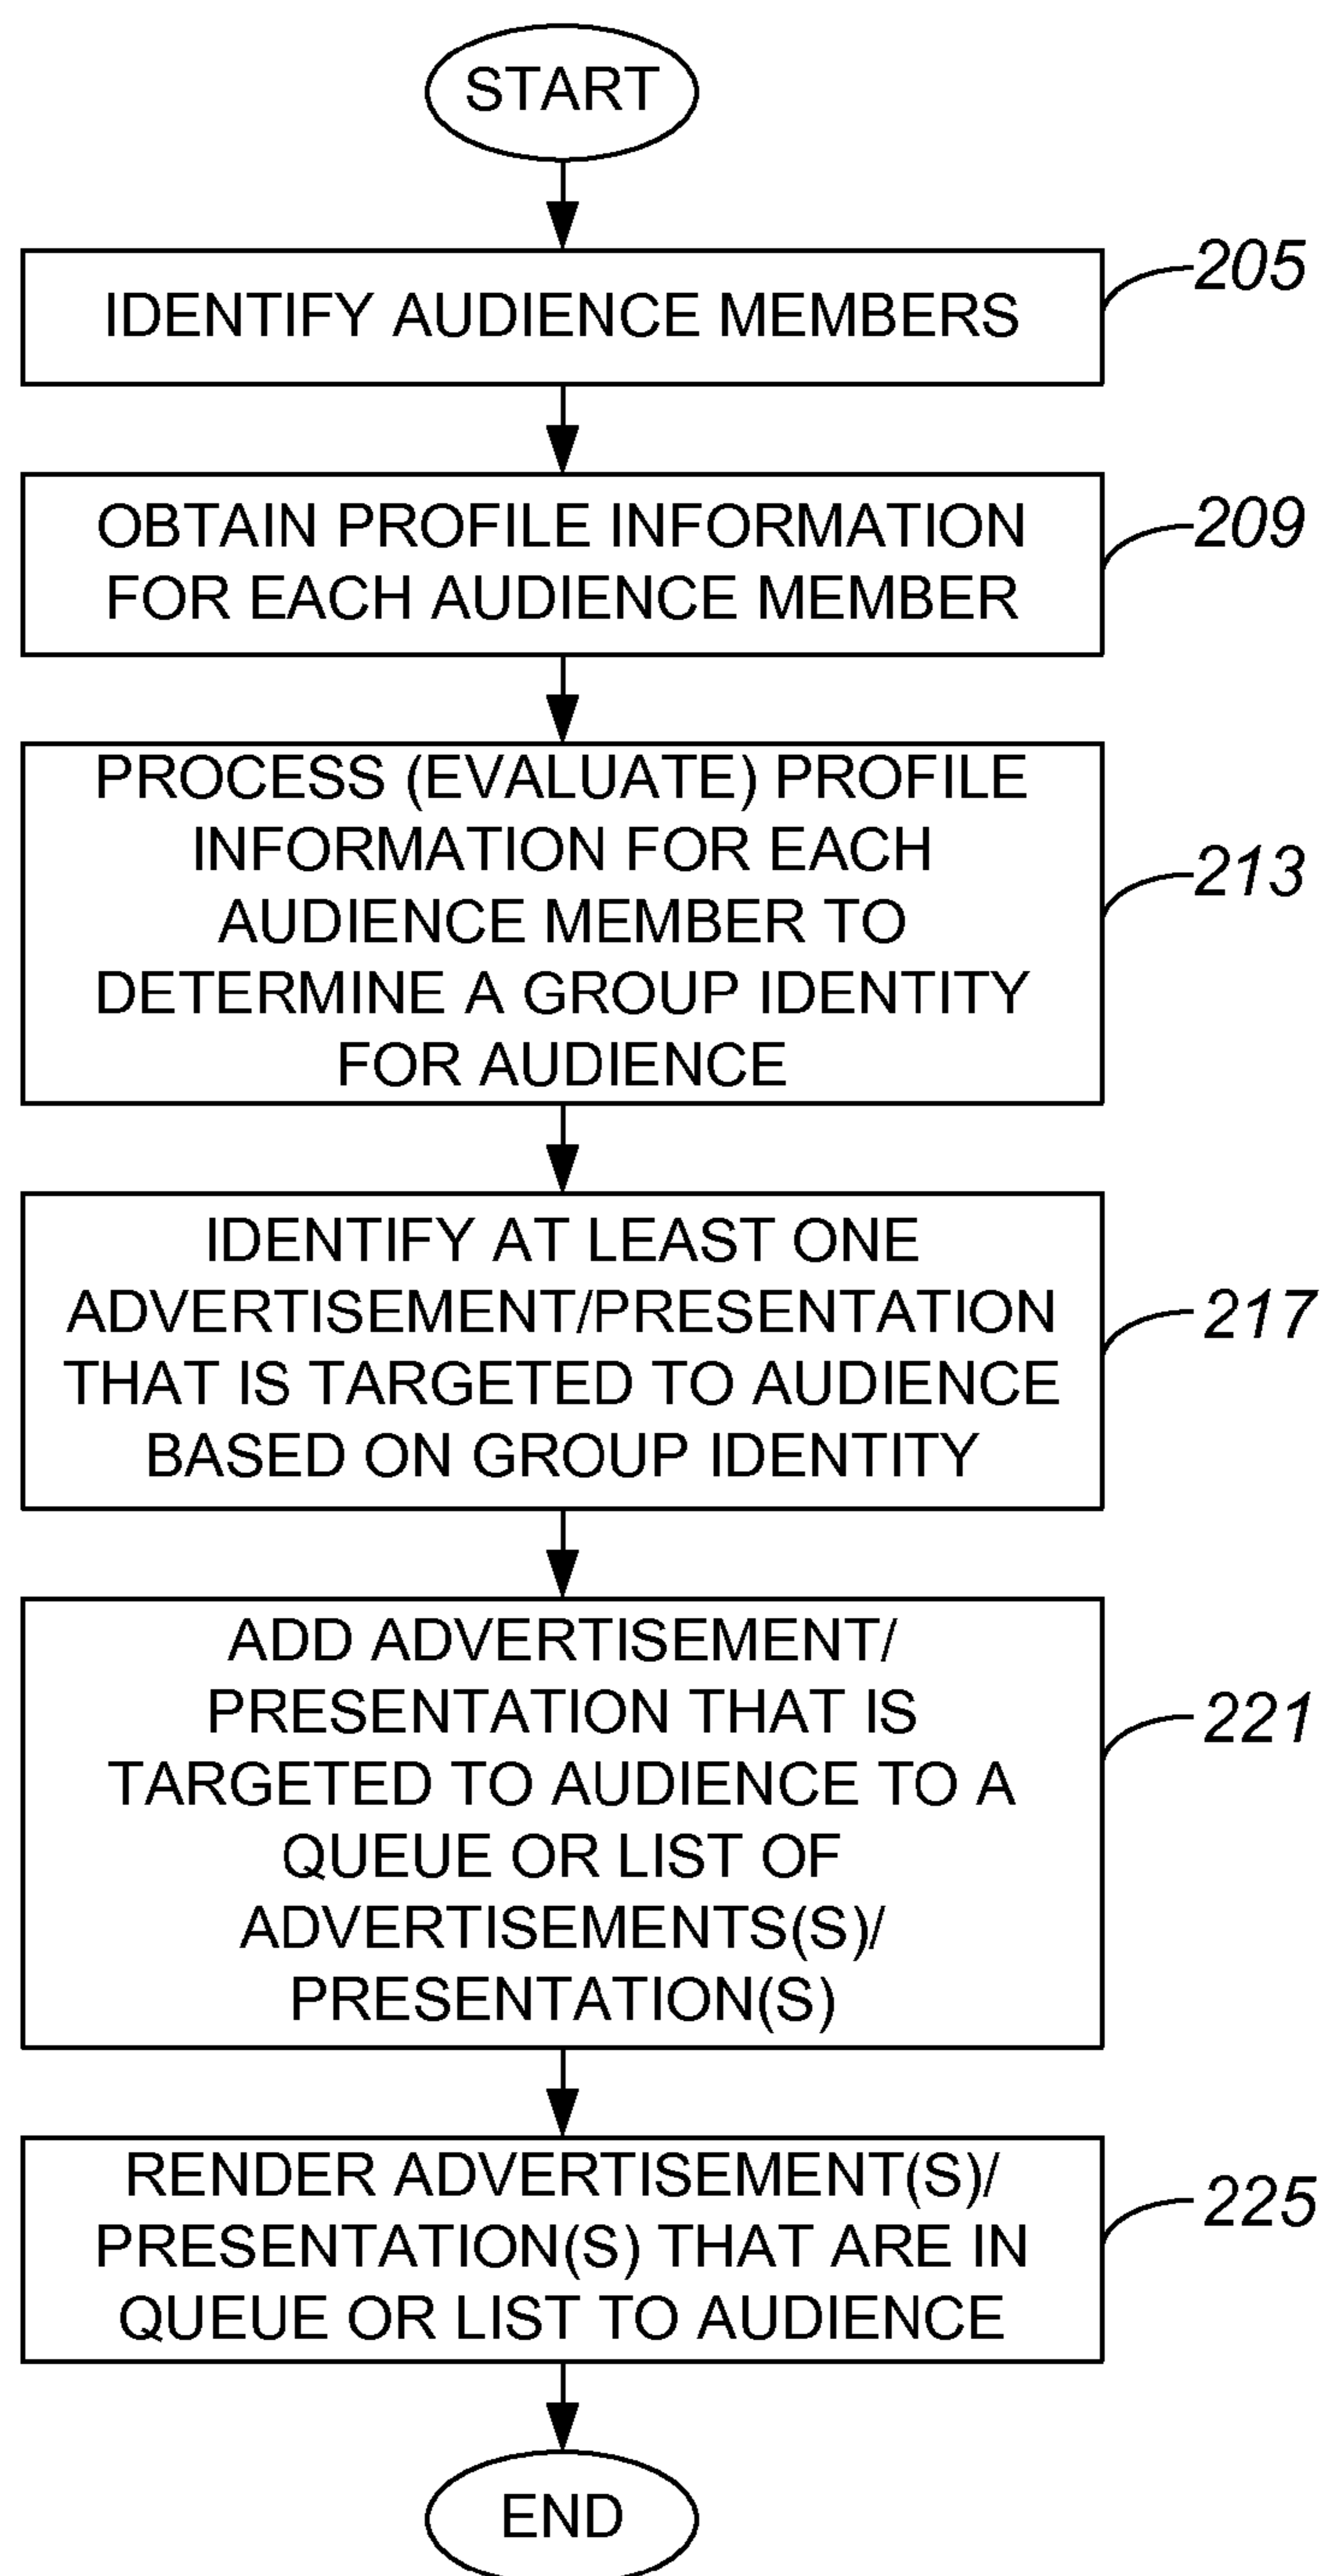 START
IDENTIFY AUDIENCE MEMBERS
205
OBTAIN PROFILE INFORMATION
FOR EACH AUDIENCE MEMBER
209
PROCESS (EVALUATE) PROFILE
INFORMATION FOR EACH
AUDIENCE MEMBER TO
DETERMINE A GROUP IDENTITY
FOR AUDIENCE
213
IDENTIFY AT LEAST ONE
ADVERTISEMENT/PRESENTATION
THAT IS TARGETED TO AUDIENCE
BASED ON GROUP IDENTITY
217
ADD ADVERTISEMENT/
PRESENTATION THAT IS
TARGETED TO AUDIENCE TO A
QUEUE OR LIST OF
ADVERTISEMENTS(S)/
PRESENTATION(S)
221
RENDER ADVERTISEMENT(S)/
PRESENTATION(S) THAT ARE IN
QUEUE OR LIST TO AUDIENCE
225
END